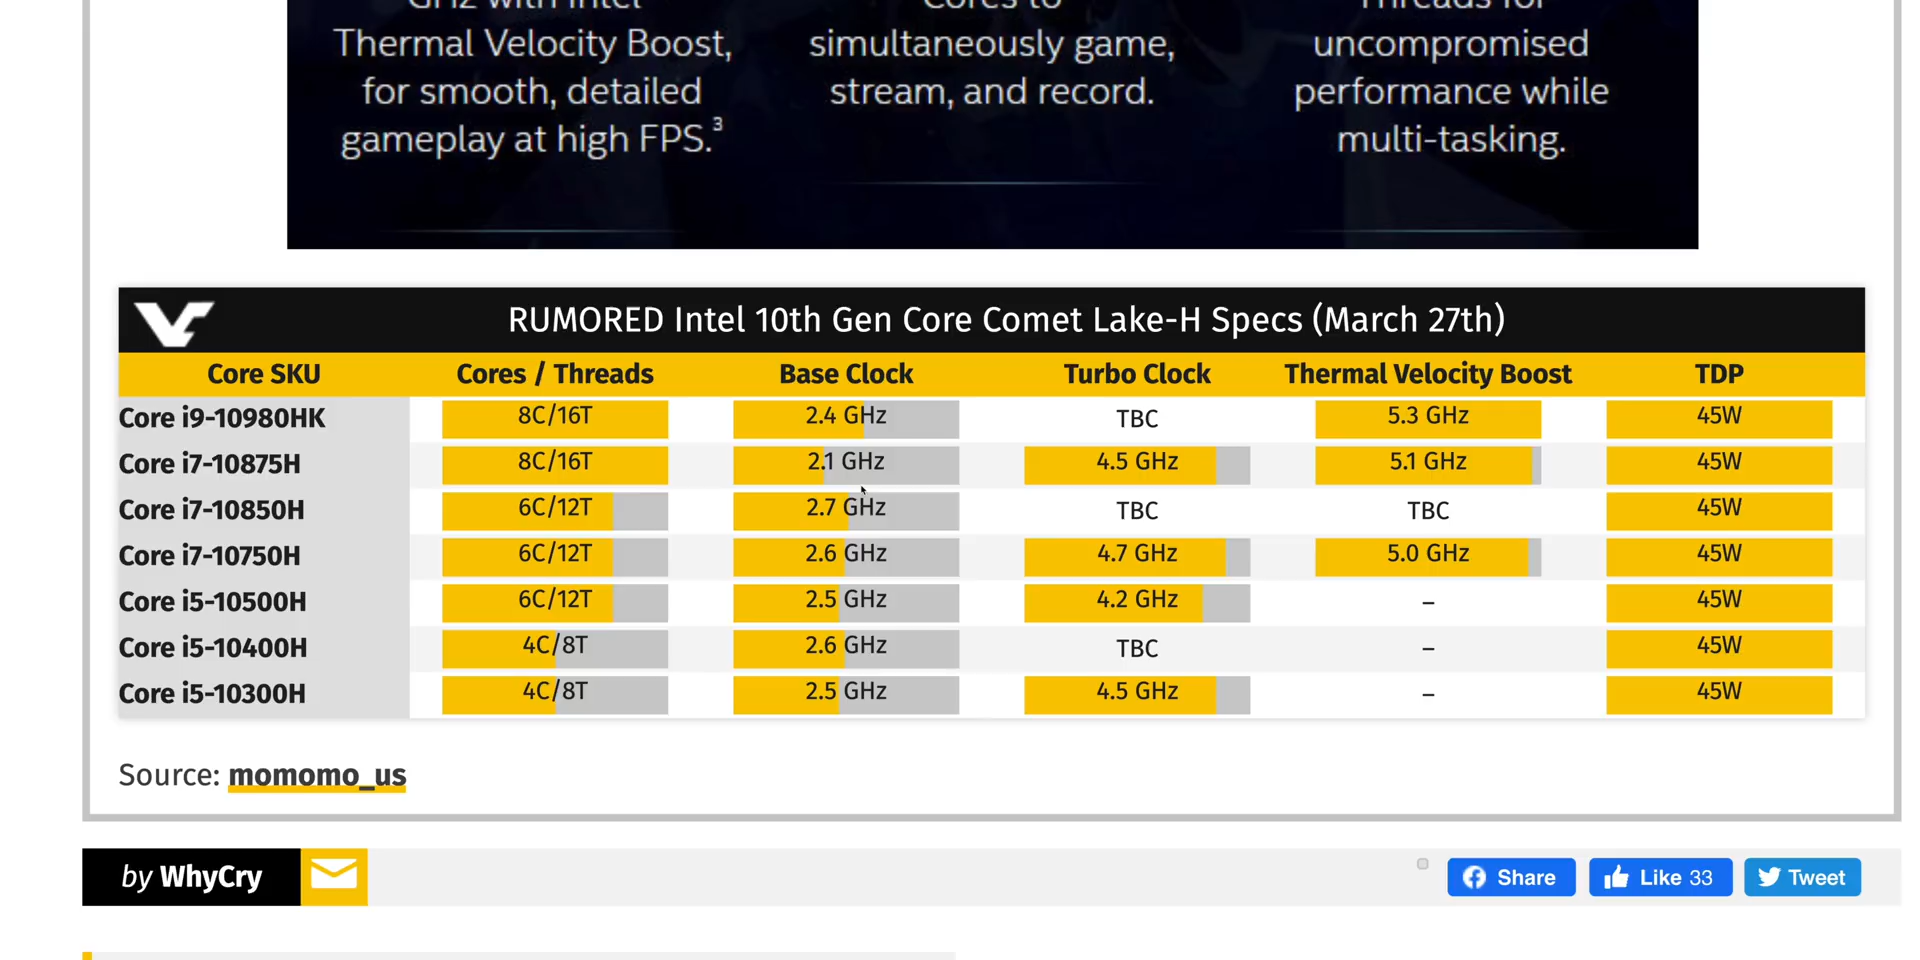 GHz with Intel
Thermal Velocity Boost,
for smooth, detailed
gameplay at high FPS.3
Cores to
simultaneously game,
stream, and record.
Threads for
uncompromised
performance while
multi-tasking.
RUMORED Intel 10th Gen Core Comet Lake-H Specs (March 27th)
Core SKU Cores / Threads Base Clock Turbo Clock Thermal Velocity Boost TDP
Core i9-10980HK 8C/16T 2.4 GHz TBC 5.3 GHz 45W
Core i7-10875H 8C/16T 2.1 GHz 4.5 GHz 5.1 GHz 45W
Core i7-10850H 6C/12T 2.7 GHz TBC TBC 45W
Core i7-10750H 6C/12T 2.6 GHz 4.7 GHz 5.0 GHz 45W
Core i5-10500H 6C/12T 2.5 GHz 4.2 GHz – 45W
Core i5-10400H 4C/8T 2.6 GHz TBC – 45W
Core i5-10300H 4C/8T 2.5 GHz 4.5 GHz – 45W
Source: momomo_us
by WhyCry
Share Like 33 Tweet